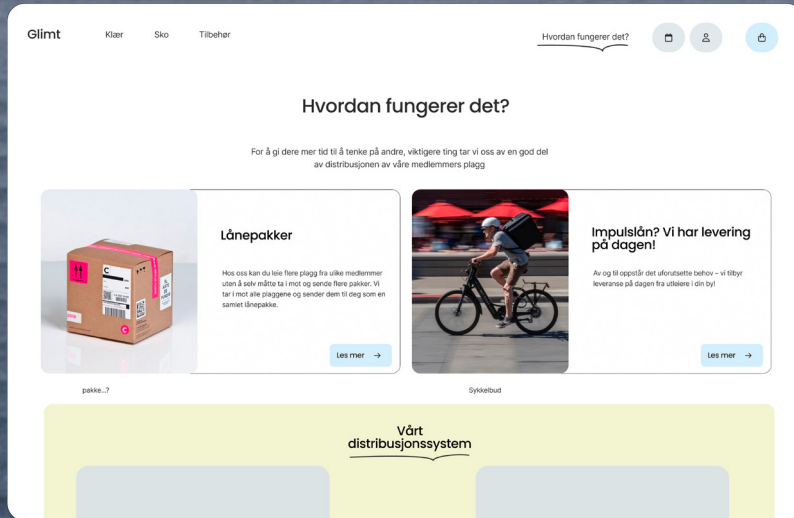 Glimt
Klær
Sko
Tilbehør
Hvordan fungerer det?
Hvordan fungerer det?
For å gi dere mer tid til å tenke på andre, viktigere ting tar vi oss av en god del
av distribusjonen av våre medlemmers plagg
Lånepakker
Hos oss kan du leie flere plagg fra ulike medlemmer
uten å selv måtte ta i mot og sende flere pakker. Vi
tar i mot alle plaggene og sender dem til deg som en
samlet lånepakke.
Les mer →
pakke...?
Impulslån? Vi har levering
på dagen!
Av og til oppstår det uforutsette behov – vi tilbyr
leveranse på dagen fra utleiere i din by!
Les mer →
Sykkelbud
Vårt
distribusjonssystem